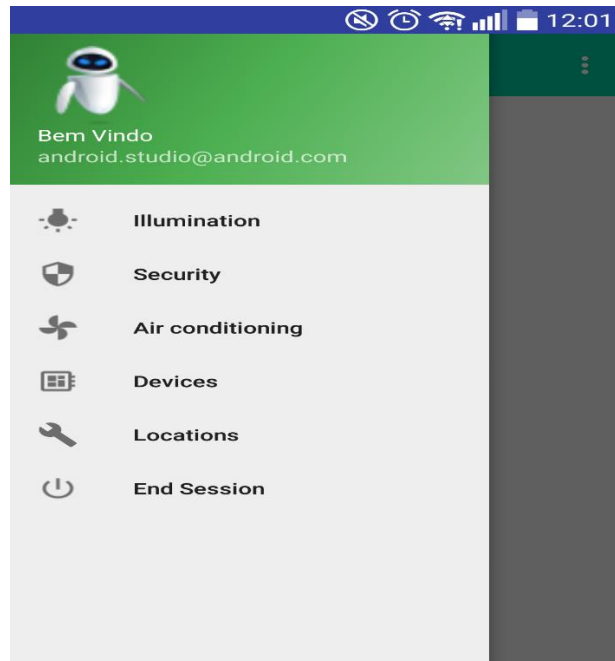 12:01
Bem Vindo
android.studio@android.com
Illumination
Security
Air conditioning
Devices
Locations
End Session